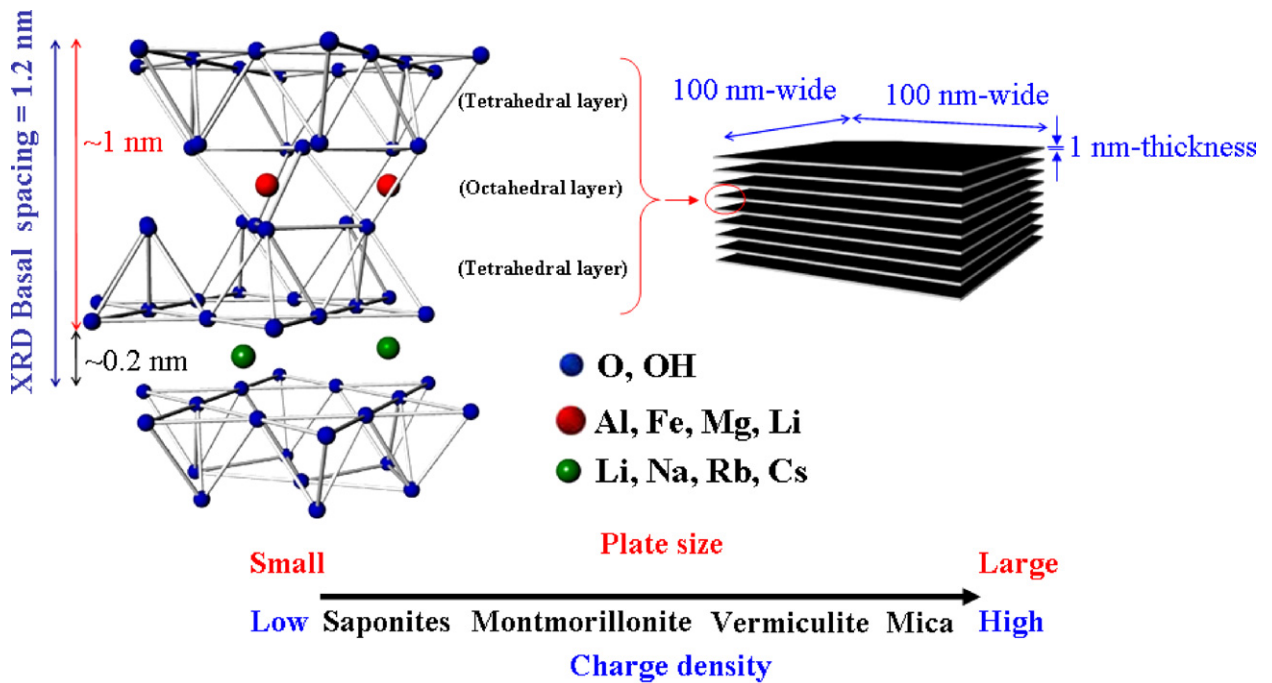 XRD Basal spacing = 1.2 nm
~1 nm
~0.2 nm
(Tetrahedral layer)
(Octahedral layer)
(Tetrahedral layer)
100 nm-wide
100 nm-wide
1 nm-thickness
O, OH
Al, Fe, Mg, Li
Li, Na, Rb, Cs
Plate size
Small
Large
Low Saponites Montmorillonite Vermiculite Mica High
Charge density